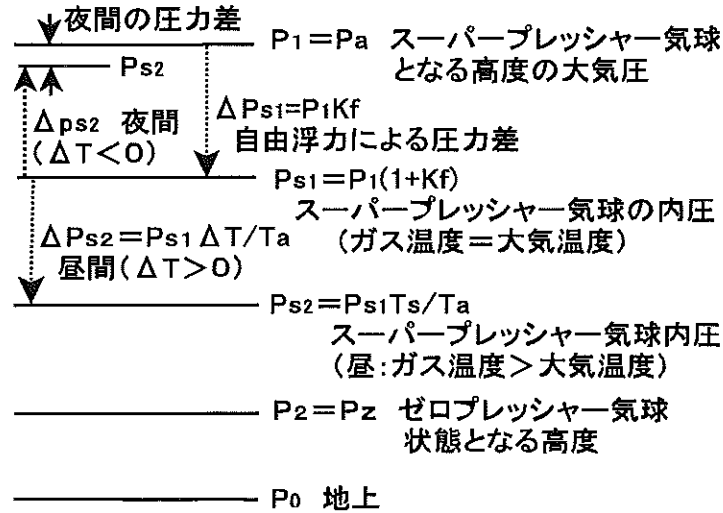 夜間の圧力差
P1＝Pa スーパープレッシャー気球
となる高度の大気圧
Ps2
ΔPs1=P1Kf
自由浮力による圧力差
Δps2 夜間
(ΔT＜0)
Ps1＝P1(1+Kf)
スーパープレッシャー気球の内圧
(ガス温度＝大気温度)
ΔPs2＝Ps1ΔT/Ta
昼間(ΔT＞0)
Ps2＝Ps1Ts/Ta
スーパープレッシャー気球内圧
(昼:ガス温度＞大気温度)
P2＝Pz ゼロプレッシャー気球
状態となる高度
P0 地上